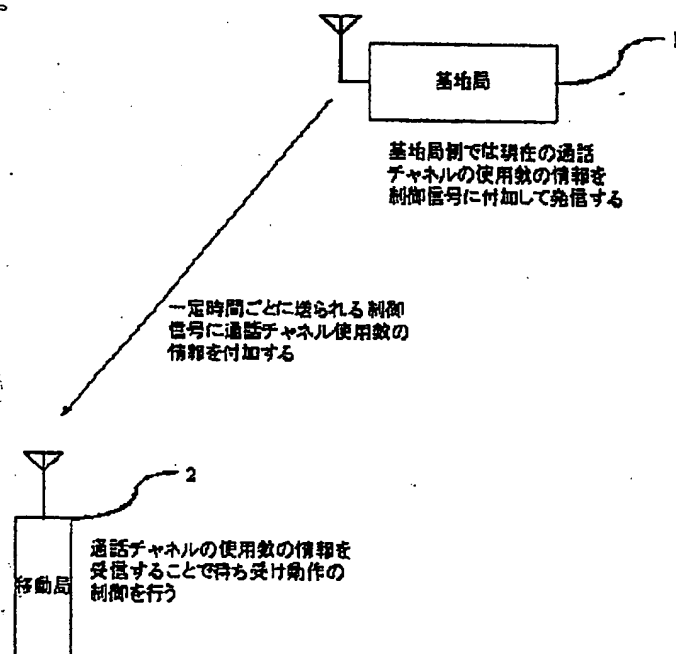 1
基地局
基地局側では現在の通話
チャネルの使用数の情報を
制御信号に付加して発信する
一定時間ごとに送られる制御
信号に通話チャネル使用数の
情報を付加する
2
通話チャネルの使用数の情報を
受信することで待ち受け動作の
制御を行う
移動局